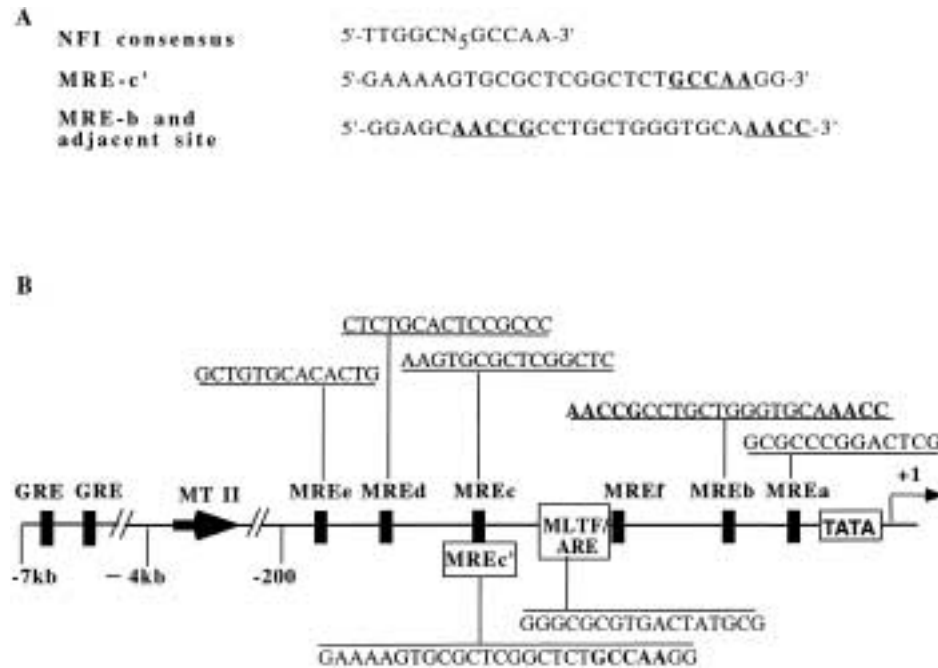 A
NFI consensus 5'-TTGGCN5GCCAA-3'
MRE-c' 5'-GAAAAGTGCGCTCGGCTCTGCCAAGG-3'
MRE-b and
adjacent site 5'-GGAGCAACCGCCTGCTGGGTGCAAACC-3'
B
CTCTGCACTCCGCCC
GCTGTGCACACTG AAGTGCGCTCGGCTC
AACCGCCTGCTGGGTGCAAACC
GCGCCCGGACTCG
+1
GRE GRE MT II MREe MREd MREc MREf MREb MREa
MLTF/
ARE
TATA
MREc'
-7kb -4kb -200
GGGCGCGTGACTATGCG
GAAAAGTGCGCTCGGCTCTGCCAAGG